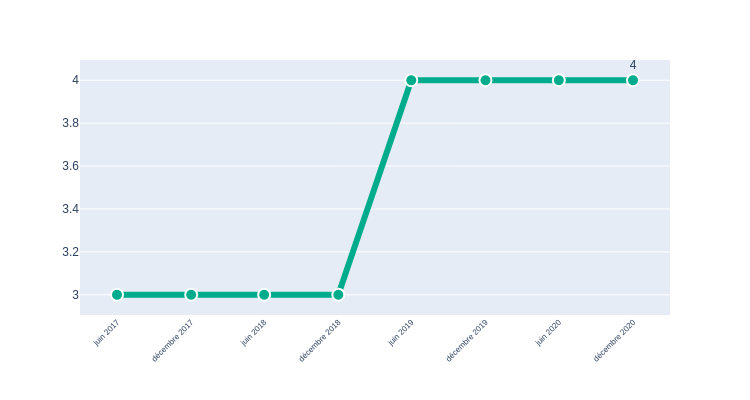 4
4
3.8
3.6
3.4
3.2
3
juin 2017
décembre 2017
juin 2018
décembre 2018
juin 2019
décembre 2019
juin 2020
décembre 2020